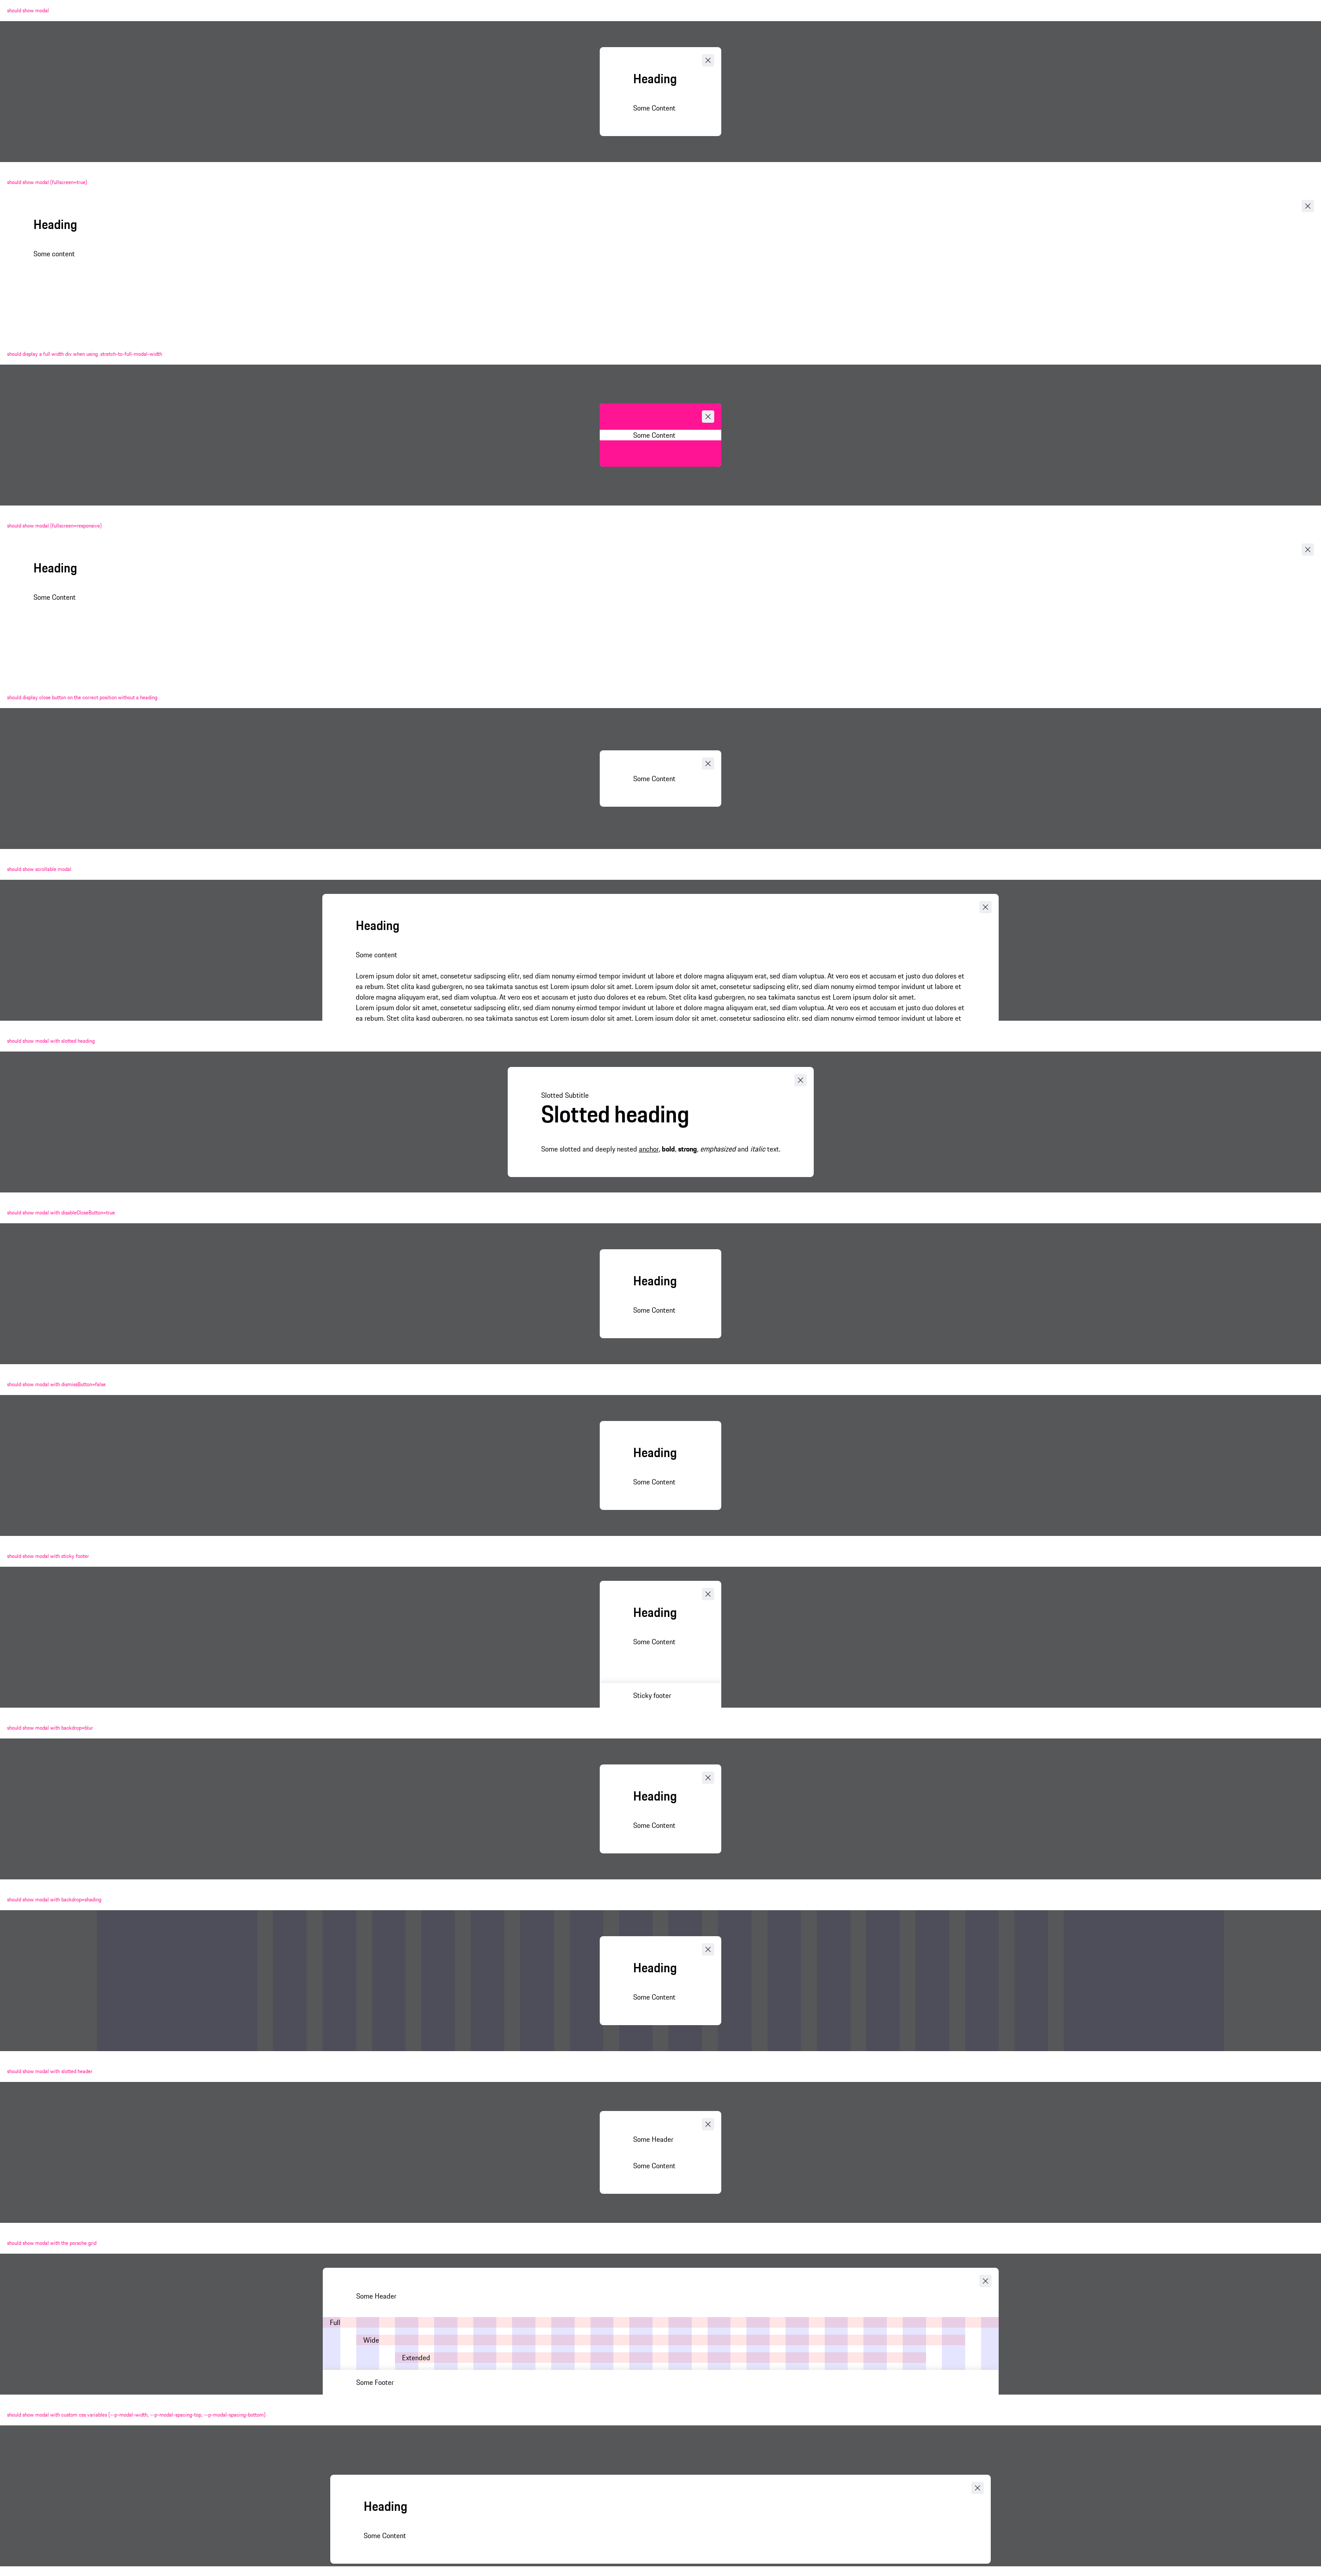 should show modal
Heading
Some Content
should show modal (fullscreen=true)
Heading
Some content
should display a full width div when using .stretch-to-full-modal-width
Some Content
should show modal (fullscreen=responsive)
Heading
Some Content
should display close button on the correct position without a heading.
Some Content
should show scrollable modal
Heading
Some content
Lorem ipsum dolor sit amet, consetetur sadipscing elitr, sed diam nonumy eirmod tempor invidunt ut labore et dolore magna aliquyam erat, sed diam voluptua. At vero eos et accusam et justo duo dolores et
ea rebum. Stet clita kasd gubergren, no sea takimata sanctus est Lorem ipsum dolor sit amet. Lorem ipsum dolor sit amet, consetetur sadipscing elitr, sed diam nonumy eirmod tempor invidunt ut labore et
dolore magna aliquyam erat, sed diam voluptua. At vero eos et accusam et justo duo dolores et ea rebum. Stet clita kasd gubergren, no sea takimata sanctus est Lorem ipsum dolor sit amet.
Lorem ipsum dolor sit amet, consetetur sadipscing elitr, sed diam nonumy eirmod tempor invidunt ut labore et dolore magna aliquyam erat, sed diam voluptua. At vero eos et accusam et justo duo dolores et
ea rebum. Stet clita kasd gubergren, no sea takimata sanctus est Lorem ipsum dolor sit amet. Lorem ipsum dolor sit amet, consetetur sadipscing elitr, sed diam nonumy eirmod tempor invidunt ut labore et
should show modal with slotted heading
Slotted Subtitle
Slotted heading
Some slotted and deeply nested anchor, bold, strong, emphasized and italic text.
should show modal with disableCloseButton=true
Heading
Some Content
should show modal with dismissButton=false
Heading
Some Content
should show modal with sticky footer
Heading
Some Content
Sticky footer
should show modal with backdrop=blur
Heading
Some Content
should show modal with backdrop=shading
Heading
Some Content
should show modal with slotted header
Some Header
Some Content
should show modal with the porsche grid
Some Header
Full
Wide
Extended
Some Footer
should show modal with custom css variables (--p-modal-width, --p-modal-spacing-top, --p-modal-spacing-bottom)
Heading
Some Content